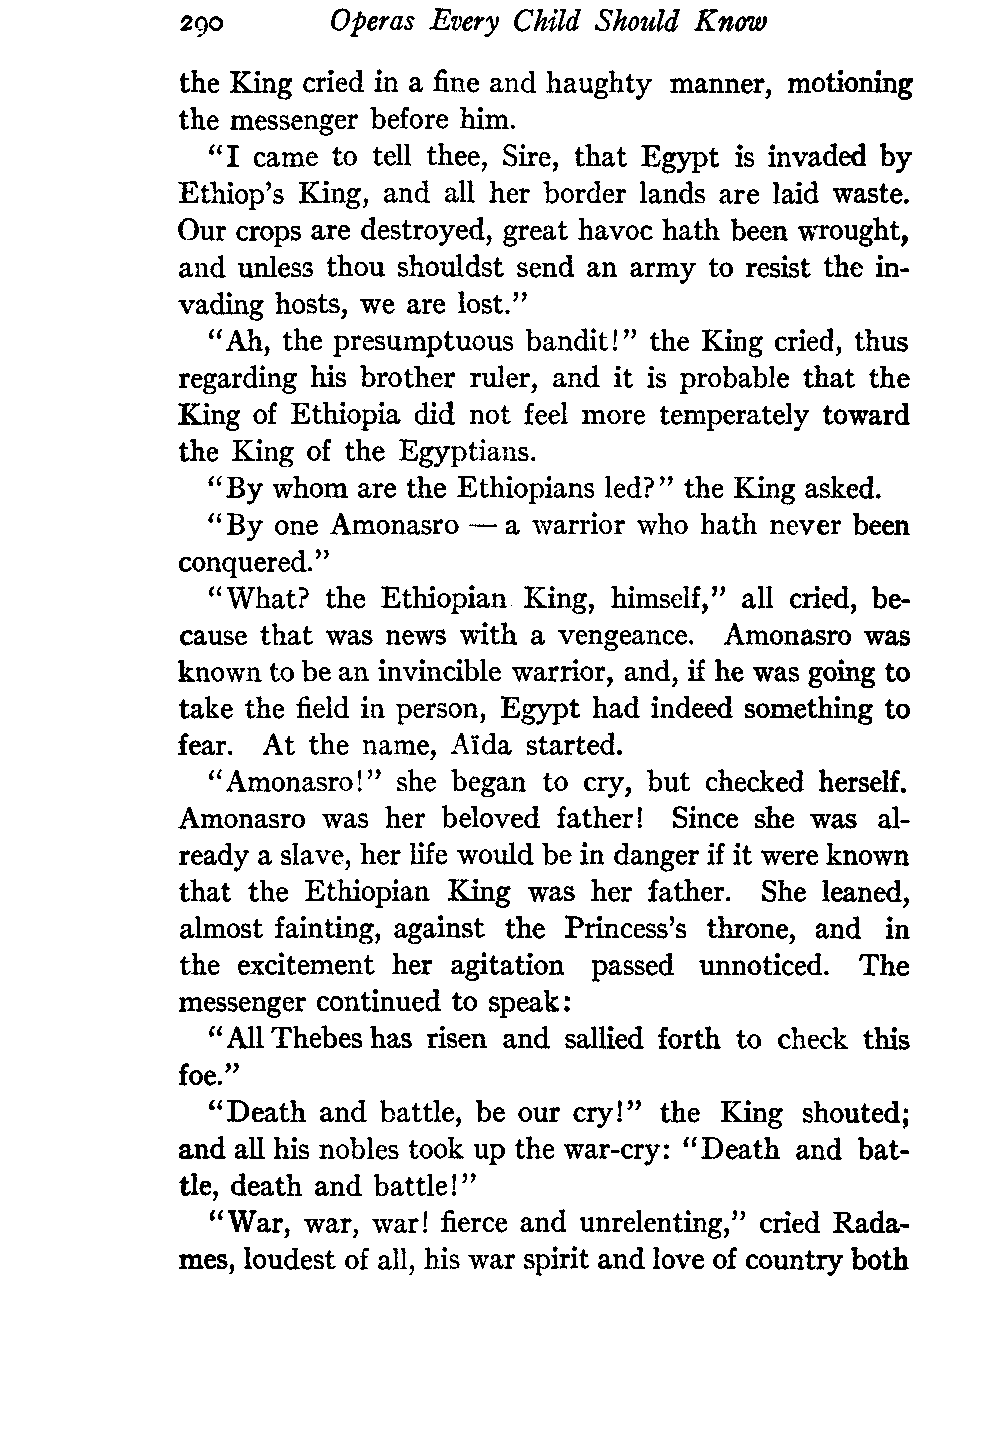 290 Operas Every Child Should Know
the King cried in a fine and haughty manner, motioning
the messenger before him.
"I came to tell thee, Sire, that Egypt is invaded by
Ethiop's King, and all her border lands are laid waste.
Our crops are destroyed, great havoc hath been wrought,
and unless thou shouldst send an army to resist the in-
vading hosts, we are lost."
"Ah, the presumptuous bandit!" the King cried, thus
regarding his brother ruler, and it is probable that the
King of Ethiopia did not feel more temperately toward
the King of the Egyptians.
"By whom are the Ethiopians led?" the King asked.
"By one Amonasro — a warrior who hath never been
conquered."
"What? the Ethiopian King, himself," all cried, be-
cause that was news with a vengeance. Amonasro was
known to be an invincible warrior, and, if he was going to
take the field in person, Egypt had indeed something to
fear. At the name, Aïda started.
"Amonasro!" she began to cry, but checked herself.
Amonasro was her beloved father! Since she was al-
ready a slave, her life would be in danger if it were known
that the Ethiopian King was her father. She leaned,
almost fainting, against the Princess's throne, and in
the excitement her agitation passed unnoticed. The
messenger continued to speak:
"All Thebes has risen and sallied forth to check this
foe."
"Death and battle, be our cry!" the King shouted;
and all his nobles took up the war-cry: "Death and bat-
tle, death and battle!"
"War, war, war! fierce and unrelenting," cried Rada-
mes, loudest of all, his war spirit and love of country both